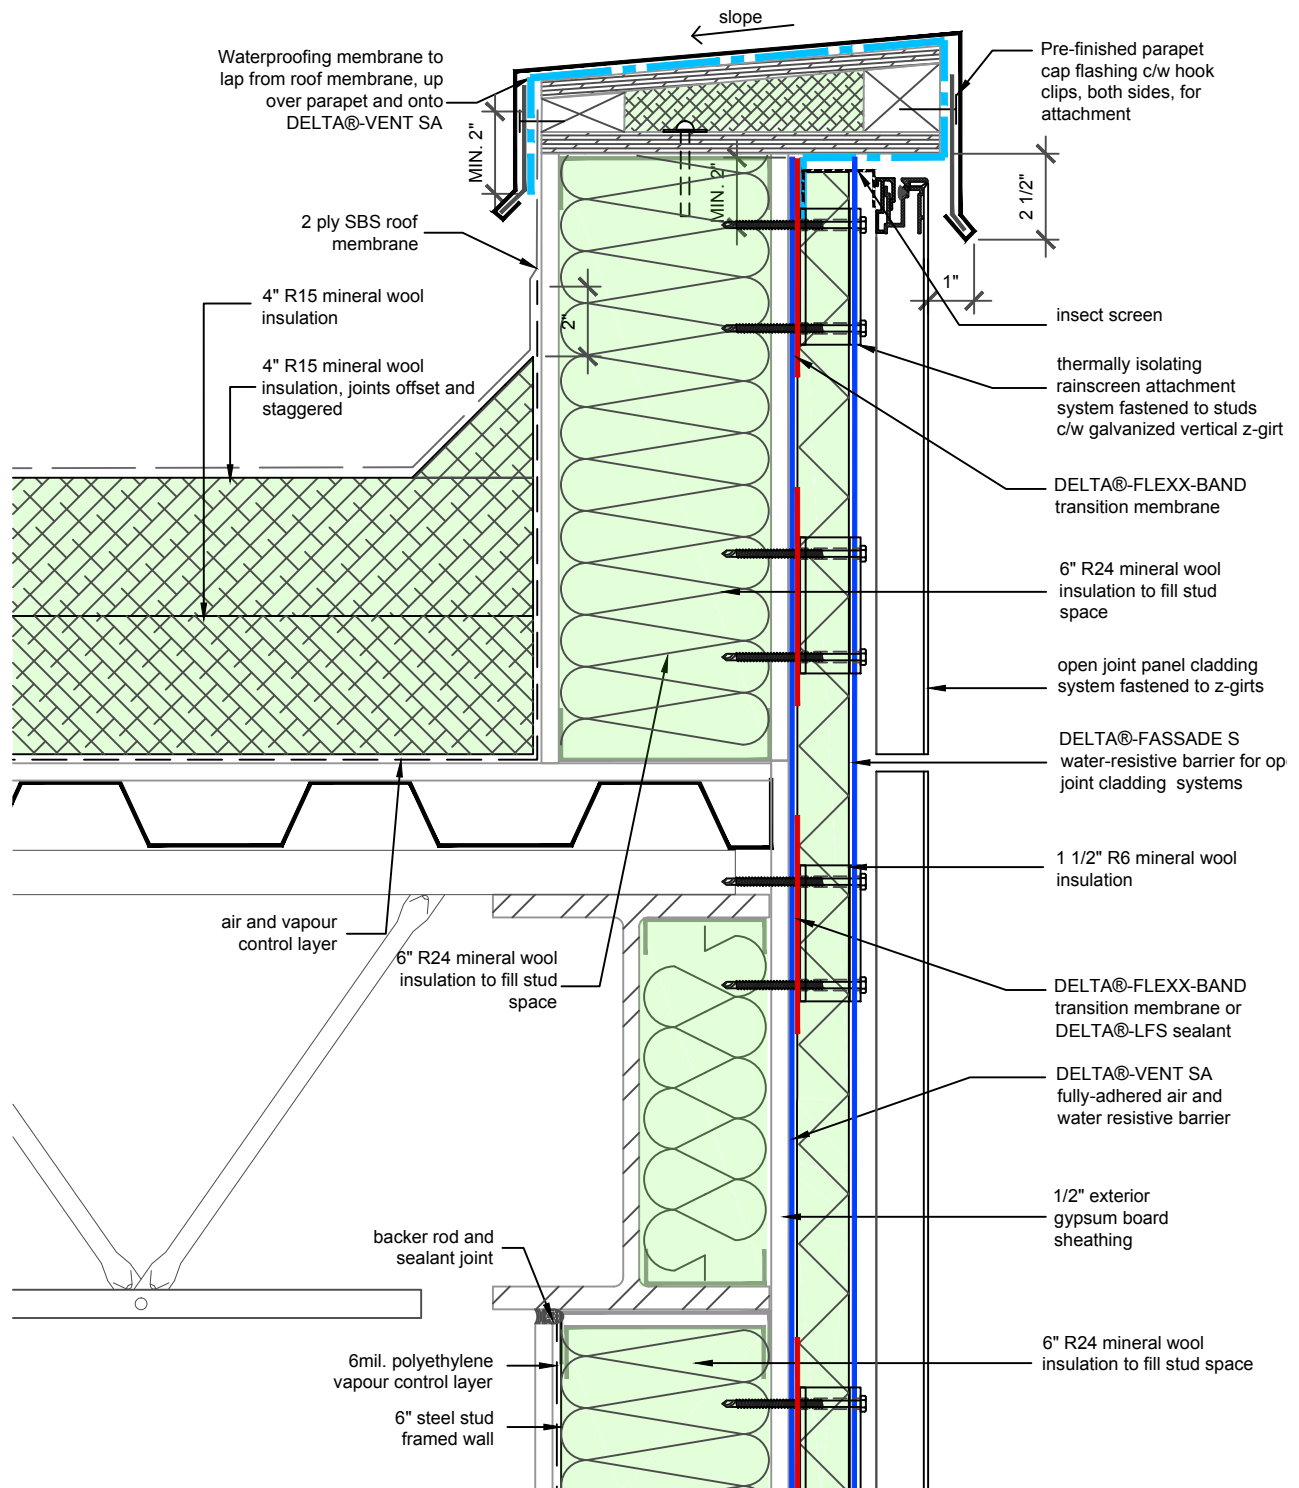 slope
Waterproofing membrane to
lap from roof membrane, up
over parapet and onto
DELTA®-VENT SA
MIN. 2"
2 ply SBS roof
membrane
4" R15 mineral wool
insulation
4" R15 mineral wool
insulation, joints offset and
staggered
2"
MIN. 2"
Pre-finished parapet
cap flashing c/w hook
clips, both sides, for
attachment
2 1/2"
1"
insect screen
thermally isolating
rainscreen attachment
system fastened to studs
c/w galvanized vertical z-girt
DELTA®-FLEXX-BAND
transition membrane
6" R24 mineral wool
insulation to fill stud
space
open joint panel cladding
system fastened to z-girts
DELTA®-FASSADE S
water-resistive barrier for op
joint cladding systems
1 1/2" R6 mineral wool
insulation
air and vapour
control layer
6" R24 mineral wool
insulation to fill stud
space
DELTA®-FLEXX-BAND
transition membrane or
DELTA®-LFS sealant
DELTA®-VENT SA
fully-adhered air and
water resistive barrier
1/2" exterior
gypsum board
sheathing
backer rod and
sealant joint
6mil. polyethylene
vapour control layer
6" steel stud
framed wall
6" R24 mineral wool
insulation to fill stud space